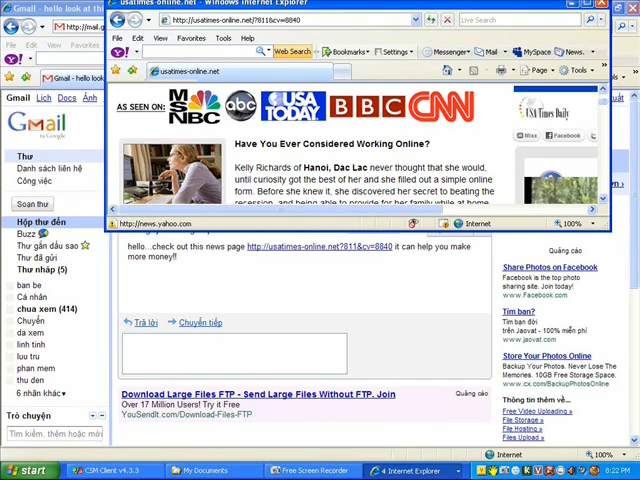 Gmail - hello look at thi
usatimes-online.net - Windows Internet Explorer
http://usatimes-online.net/?811&cv=8840
Live Search
http://mail.g
File Edit View Favorites Tools Help
File Edit View
Web Search
Bookmarks
Settings
Messenger
Mail
MySpace
News.
Gmail - hello look
usatimes-online.net
Page
Tools
Gmail Lịch Docs Ảnh
AS SEEN ON:
MSNBC
abc
USA TODAY
BBC
CNN
USA Times Daily
Mixx
Facebook
Gmail
by Google
Have You Ever Considered Working Online?
Thư
Danh sách liên hệ
Công việc
Kelly Richards of Hanoi, Dac Lac never thought that she would,
until curiosity got the best of her and she filled out a simple online
form. Before she knew it, she discovered her secret to beating the
recession, and being able to provide for her family while at home
Soạn thư
http://news.yahoo.com
Internet
100%
Hộp thư đến
Buzz
Thư gắn dấu sao
Thư đã gửi
Thư nháp (5)
hello...check out this news page http://usatimes-online.net?811&cv=8840 it can help you make
more money!!
ban be
Cá nhân
chua xem (414)
Chuyển
da xem
linh tinh
luu tru
phan mem
thu den
6 nhãn khác
Trả lời
Chuyển tiếp
Quảng cáo
Share Photos on Facebook
Facebook is the top photo
sharing site. Join today!
www.Facebook.com
Tìm bạn?
Tìm bạn đời
trên Jaovat - 100% miễn phí
www.jaovat.com
Store Your Photos Online
Backup Your Photos. Never Lose The
Memories. 10GB Free Storage Space.
www.cx.com/BackupPhotosOnline
Thông tin thêm về...
Free Video Uploading »
File Storage »
File Hosting »
Files Upload »
Download Large Files FTP - Send Large Files Without FTP. Join
Quảng cáo
Over 17 Million Users! Try it Free
YouSendIt.com/Download-Files-FTP
Trò chuyện
Tìm kiếm, thêm hoặc mời
Internet
100%
start
CSM Client v4.3.3
My Documents
Free Screen Recorder
4 Internet Explorer
8:22 PM